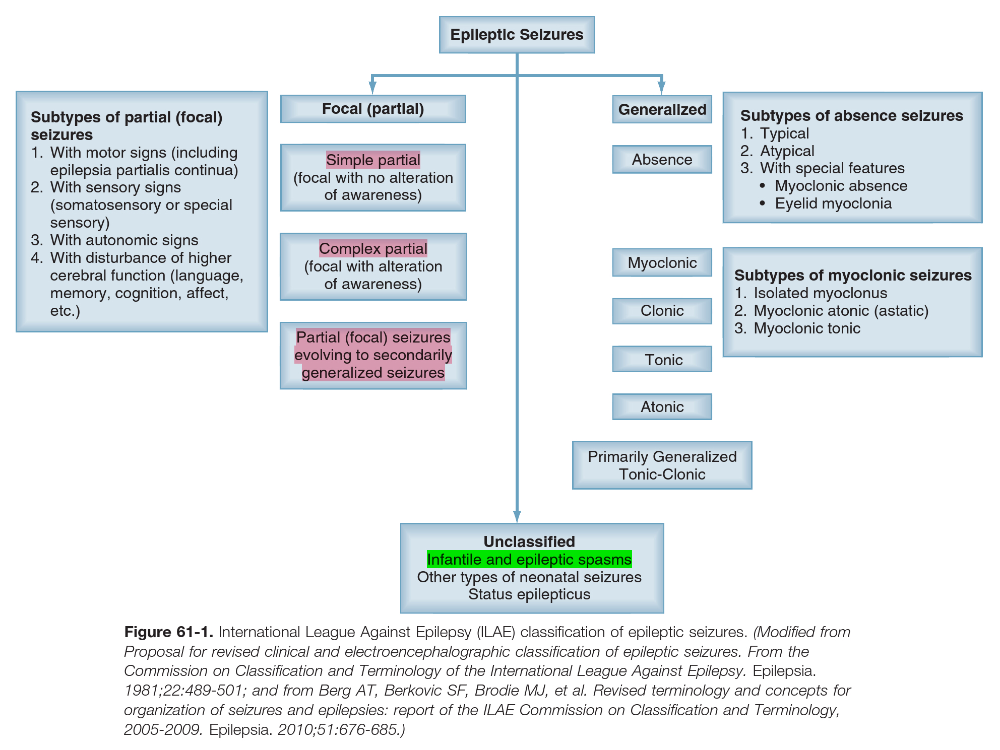 Epileptic Seizures
Subtypes of partial (focal)
seizures
1. With motor signs (including
epilepsia partialis continua)
2. With sensory signs
(somatosensory or special
sensory)
3. With autonomic signs
4. With disturbance of higher
cerebral function (language,
memory, cognition, affect,
etc.)
Focal (partial)
Simple partial
(focal with no alteration
of awareness)
Complex partial
(focal with alteration
of awareness)
Partial (focal) seizures
evolving to secondarily
generalized seizures
Generalized
Absence
Myoclonic
Clonic
Tonic
Atonic
Primarily Generalized
Tonic-Clonic
Subtypes of absence seizures
1. Typical
2. Atypical
3. With special features
• Myoclonic absence
• Eyelid myoclonia
Subtypes of myoclonic seizures
1. Isolated myoclonus
2. Myoclonic atonic (astatic)
3. Myoclonic tonic
Unclassified
Infantile and epileptic spasms
Other types of neonatal seizures
Status epilepticus
Figure 61-1. International League Against Epilepsy (ILAE) classification of epileptic seizures. (Modified from
Proposal for revised clinical and electroencephalographic classification of epileptic seizures. From the
Commission on Classification and Terminology of the International League Against Epilepsy. Epilepsia.
1981;22:489-501; and from Berg AT, Berkovic SF, Brodie MJ, et al. Revised terminology and concepts for
organization of seizures and epilepsies: report of the ILAE Commission on Classification and Terminology,
2005-2009. Epilepsia. 2010;51:676-685.)